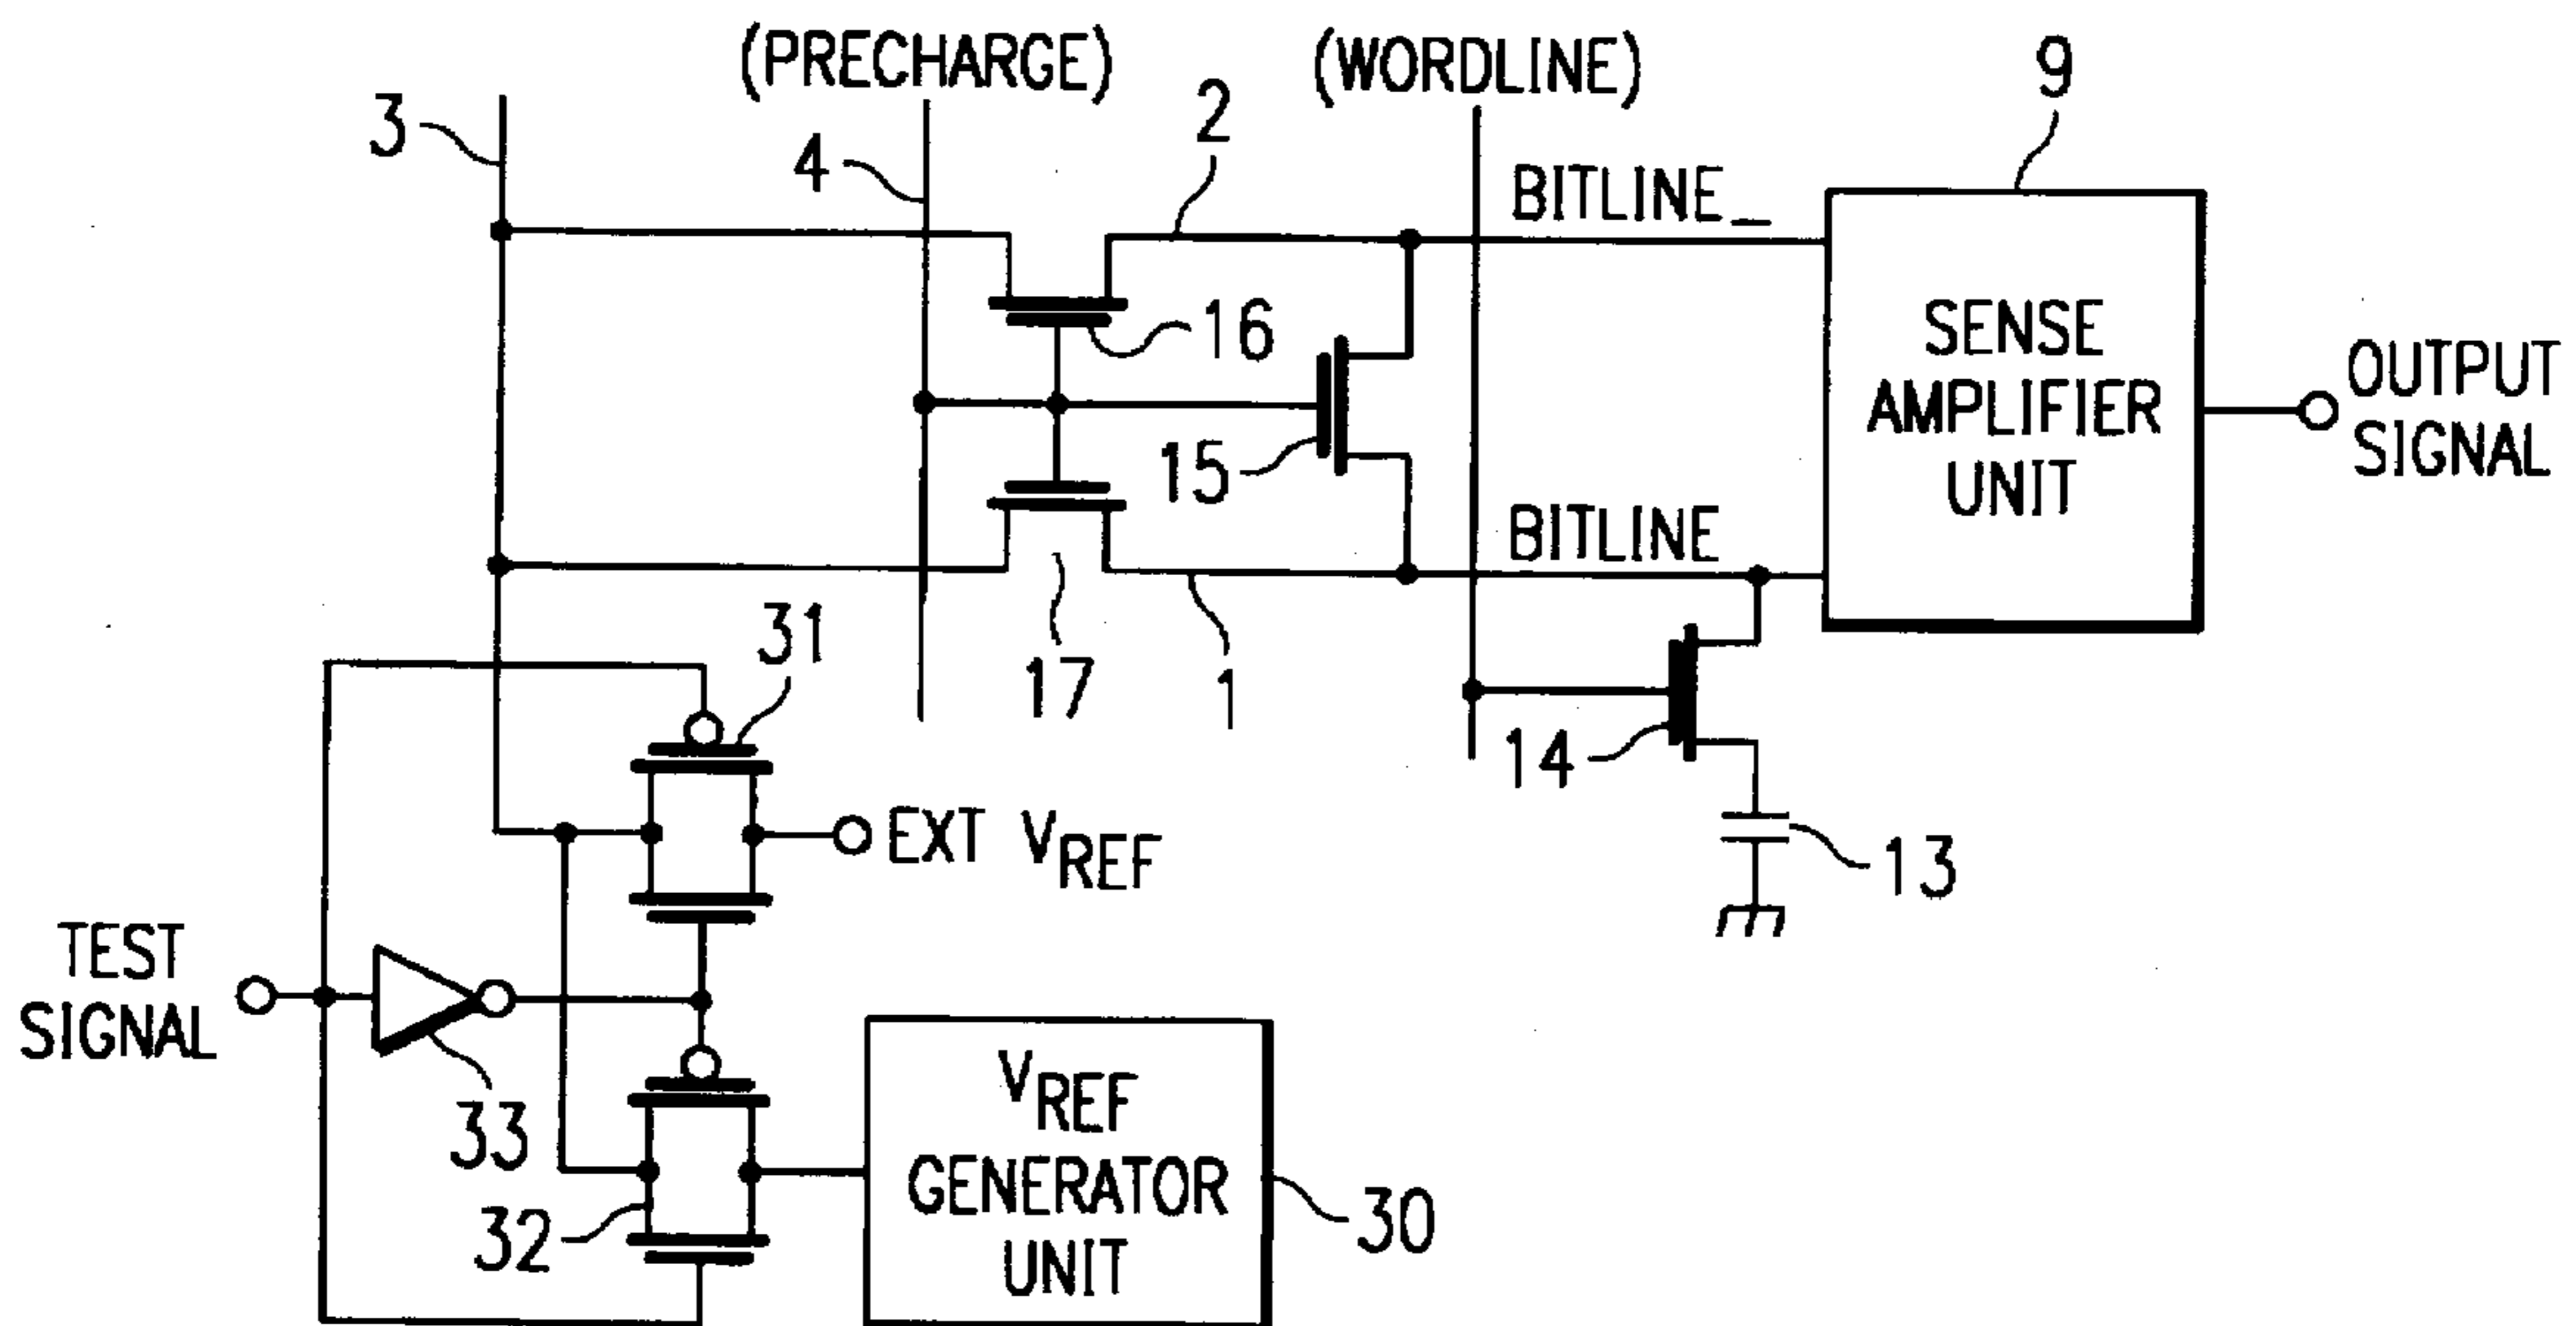 (PRECHARGE)
(WORDLINE)
9
3
4
2
BITLINE_
SENSE
AMPLIFIER
UNIT
OUTPUT
SIGNAL
16
15
BITLINE
31
17
1
14
EXT VREF
13
TEST
SIGNAL
33
VREF
GENERATOR
UNIT
32
30